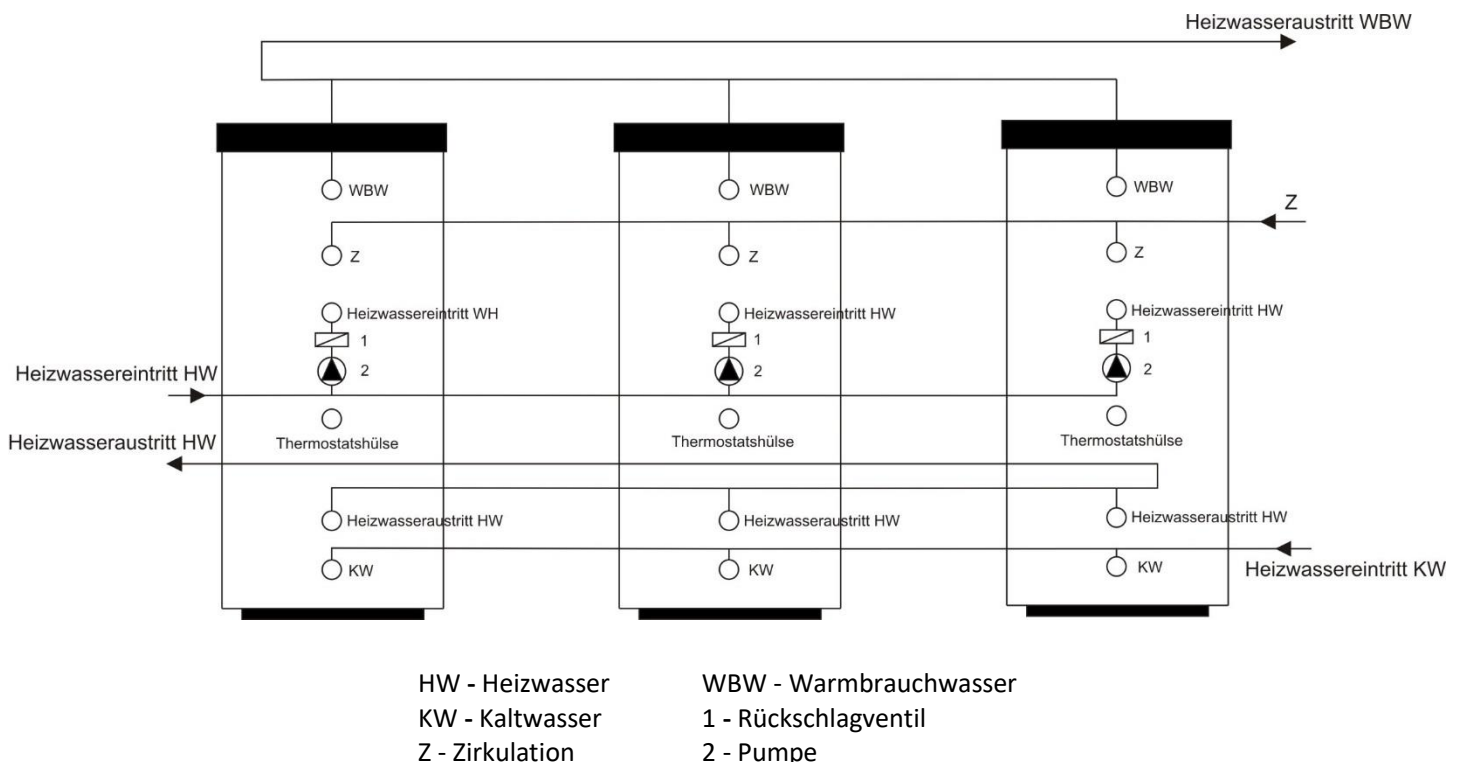 Heizwasseraustritt WBW
WBW
WBW
WBW
Z
Z
Z
Z
Heizwassereintritt WH
Heizwassereintritt HW
Heizwassereintritt HW
1
1
1
Heizwassereintritt HW
2
2
2
Heizwasseraustritt HW
Thermostatshülse
Thermostatshülse
Thermostatshülse
Heizwasseraustritt HW
Heizwasseraustritt HW
Heizwasseraustritt HW
KW
KW
KW
Heizwassereintritt KW
HW - Heizwasser
WBW - Warmbrauchwasser
KW - Kaltwasser
1 - Rückschlagventil
Z - Zirkulation
2 - Pumpe